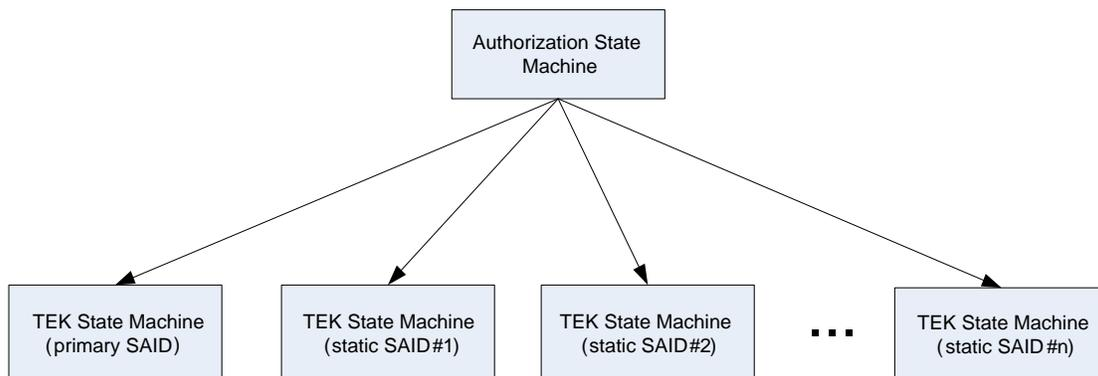 Authorization State
Machine
TEK State Machine
(primary SAID)
TEK State Machine
(static SAID#1)
TEK State Machine
(static SAID#2)
...
TEK State Machine
(static SAID#n)